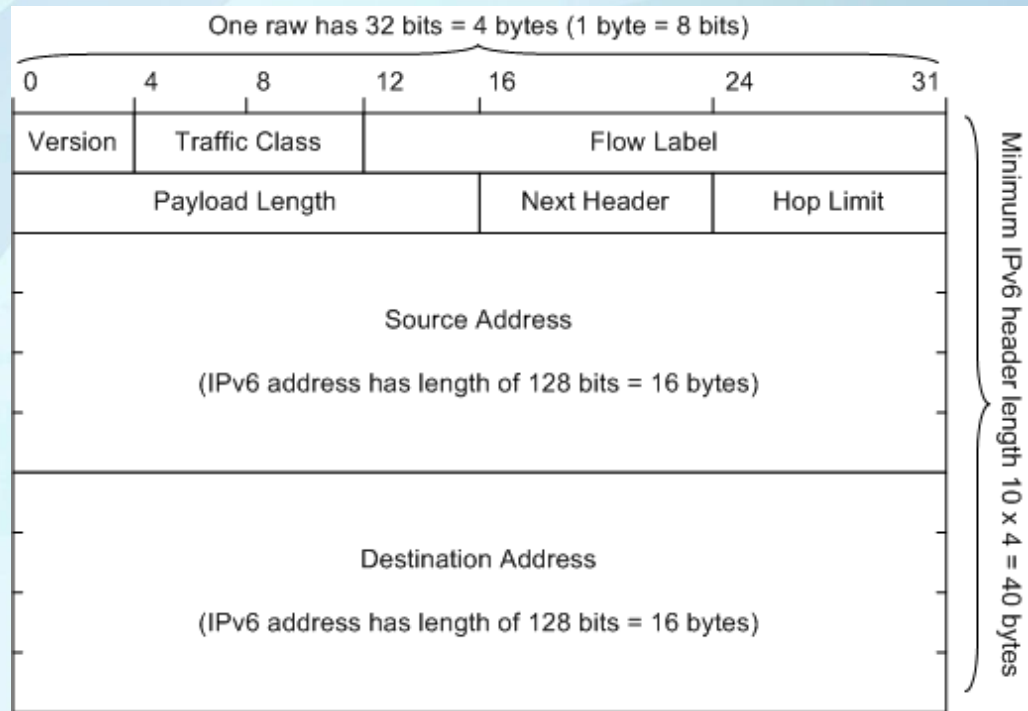 One raw has 32 bits = 4 bytes (1 byte = 8 bits)
0 4 8 12 16 24 31
Version Traffic Class Flow Label
Payload Length Next Header Hop Limit
Source Address
(IPv6 address has length of 128 bits = 16 bytes)
Destination Address
(IPv6 address has length of 128 bits = 16 bytes)
Minimum IPv6 header length 10 x 4 = 40 bytes